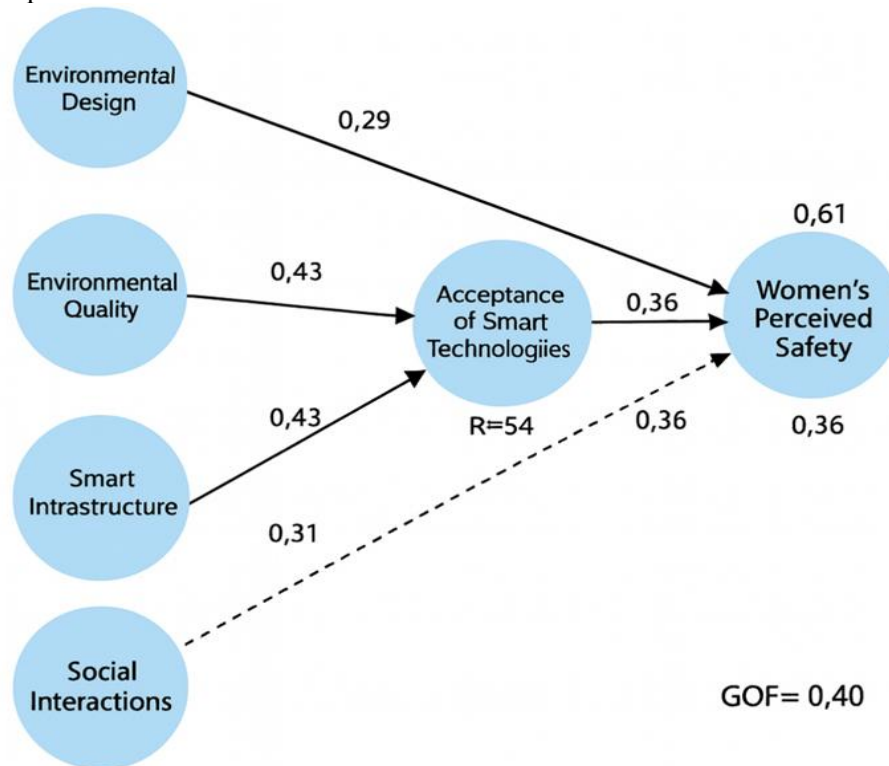 Environmental
Design
0,29
0,61
Environmental
Quality
0,43
Acceptance
of Smart
Technologiies
0,36
Women's
Perceived
Safety
0,43
R=54
0,36
0,36
Smart
Intrastructure
0,31
Social
Interactions
GOF= 0,40